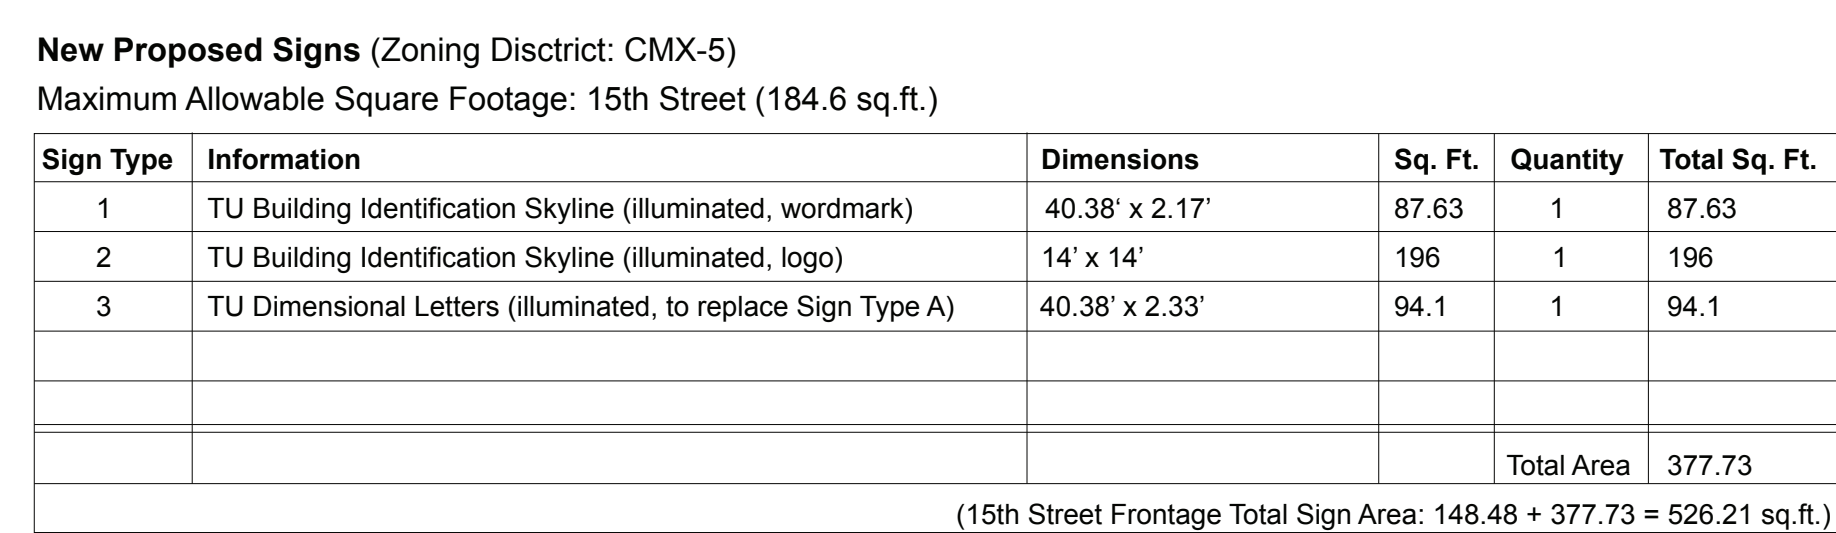 New Proposed Signs (Zoning Disctrict: CMX-5)
Maximum Allowable Square Footage: 15th Street (184.6 sq.ft.)
Sign Type Information Dimensions Sq. Ft. Quantity Total Sq. Ft.
1 TU Building Identification Skyline (illuminated, wordmark) 40.38‘ x 2.17’ 87.63 1 87.63
2 TU Building Identification Skyline (illuminated, logo) 14’ x 14’ 196 1 196
3 TU Dimensional Letters (illuminated, to replace Sign Type A) 40.38’ x 2.33’ 94.1 1 94.1
Total Area 377.73
(15th Street Frontage Total Sign Area: 148.48 + 377.73 = 526.21 sq.ft.)